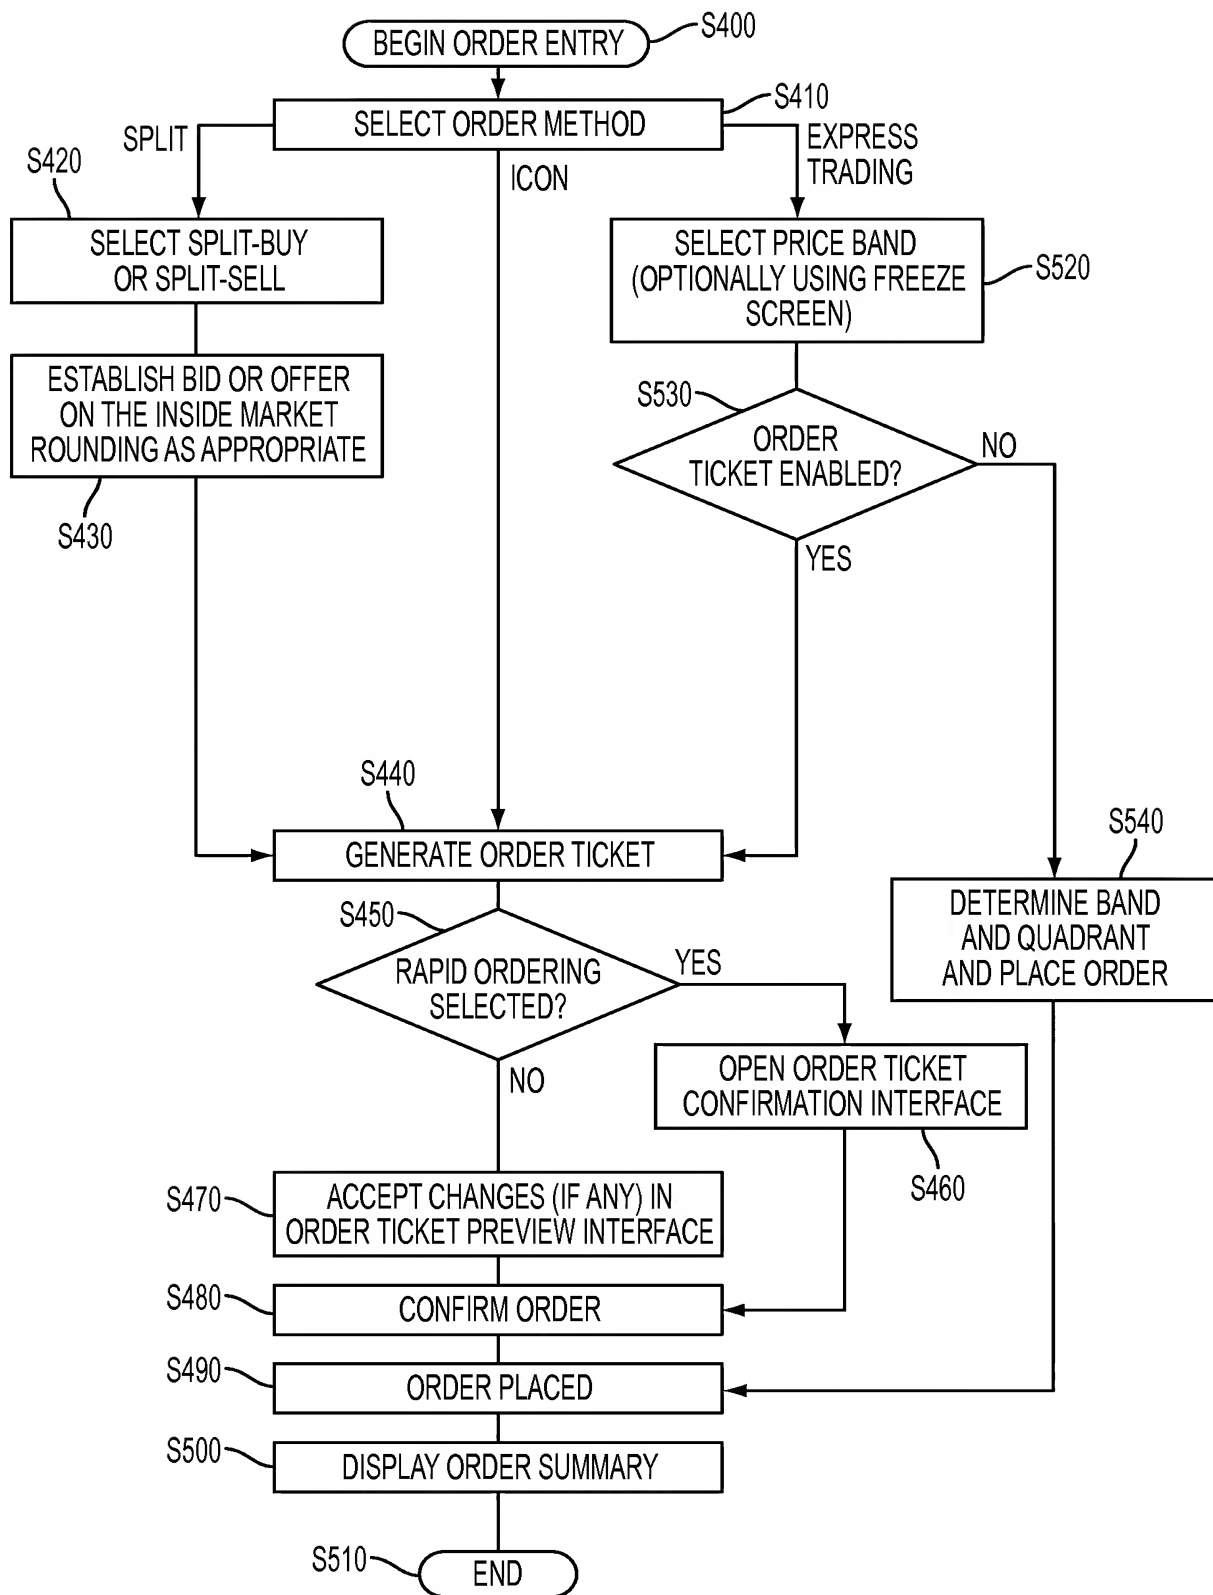 BEGIN ORDER ENTRY
S400
SELECT ORDER METHOD
S410
SPLIT
ICON
EXPRESS
TRADING
S420
SELECT SPLIT-BUY
OR SPLIT-SELL
SELECT PRICE BAND
(OPTIONALLY USING FREEZE
SCREEN)
S520
ESTABLISH BID OR OFFER
ON THE INSIDE MARKET
ROUNDING AS APPROPRIATE
S430
S530
ORDER
TICKET ENABLED?
NO
YES
S440
GENERATE ORDER TICKET
S540
DETERMINE BAND
AND QUADRANT
AND PLACE ORDER
S450
RAPID ORDERING
SELECTED?
YES
NO
OPEN ORDER TICKET
CONFIRMATION INTERFACE
S460
S470
ACCEPT CHANGES (IF ANY) IN
ORDER TICKET PREVIEW INTERFACE
S480
CONFIRM ORDER
S490
ORDER PLACED
S500
DISPLAY ORDER SUMMARY
S510
END